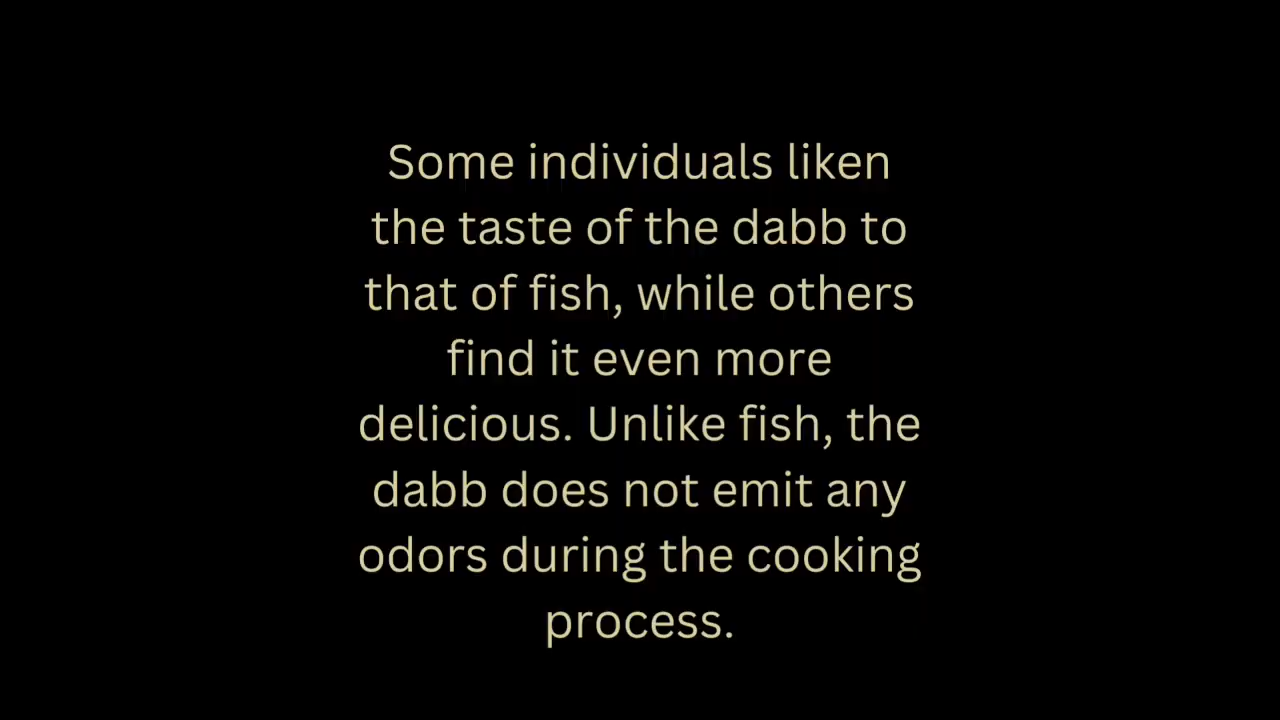 Some individuals liken
the taste of the dabb to
that of fish, while others
find it even more
delicious. Unlike fish, the
dabb does not emit any
odors during the cooking
process.